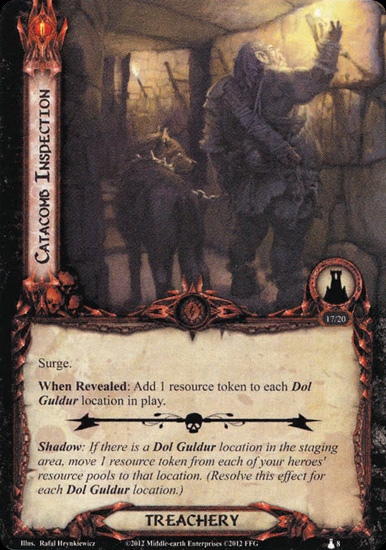 CATACOMB INSPECTION
17/20
Surge.
When Revealed: Add 1 resource token to each Dol
Guldur location in play.
Shadow: If there is a Dol Guldur location in the staging
area, move 1 resource token from each of your heroes'
resource pools to that location. (Resolve this effect for
each Dol Guldur location.)
TREACHERY
Illus. Rafał Hrynkiewicz
©2012 Middle-earth Enterprises ©2012 FFG
8